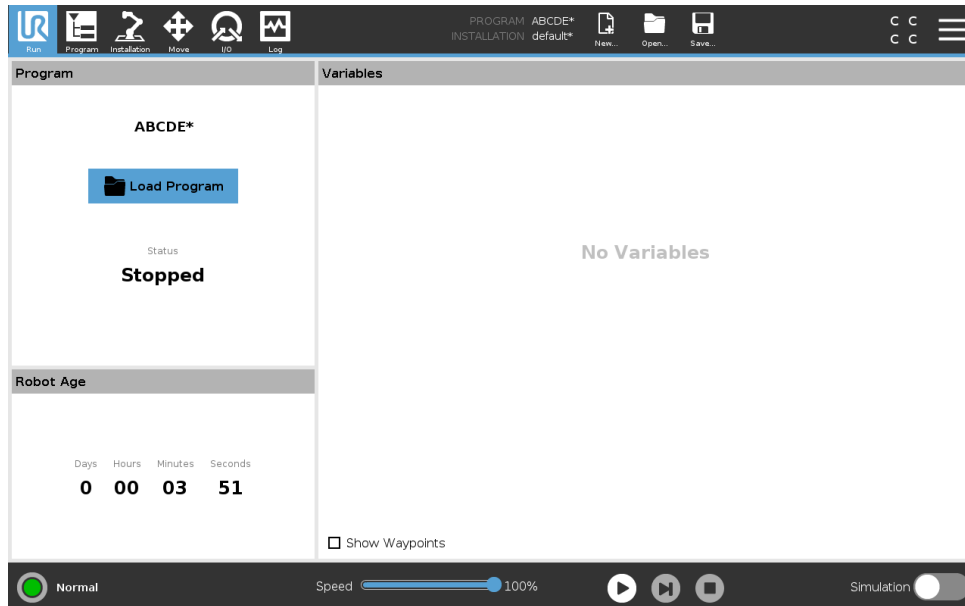 UR
PROGRAM ABCDE*
INSTALLATION default*
Run Program Installation Move I/O Log
New... Open... Save...
C C
C C
Program
Variables
ABCDE*
Load Program
Status
Stopped
No Variables
Robot Age
Days Hours Minutes Seconds
0 00 03 51
Show Waypoints
Normal
Speed 100%
Simulation